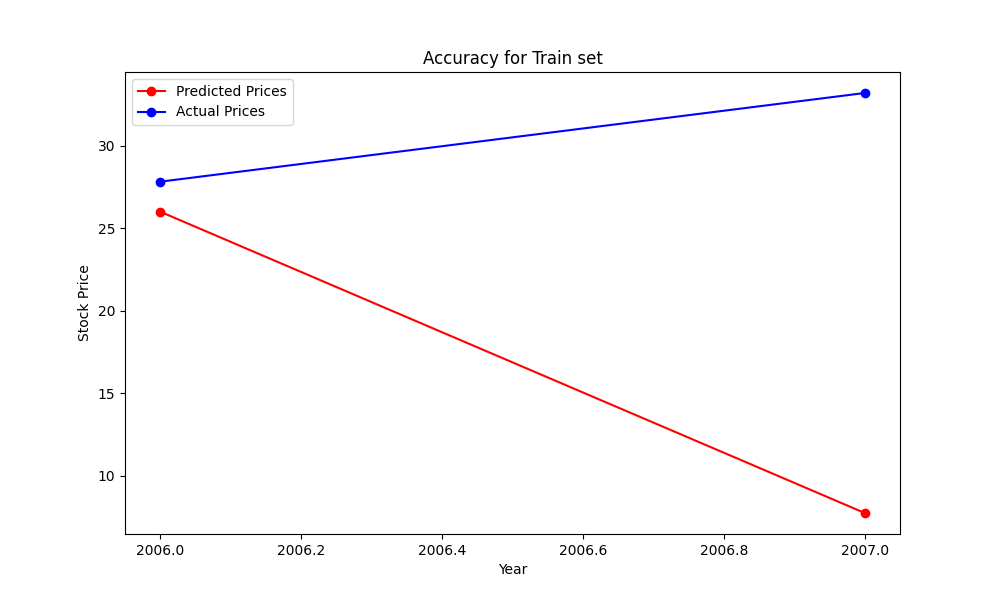 Accuracy for Train set
Predicted Prices
Actual Prices
Stock Price
30
25
20
15
10
2006.0 2006.2 2006.4 2006.6 2006.8 2007.0
Year